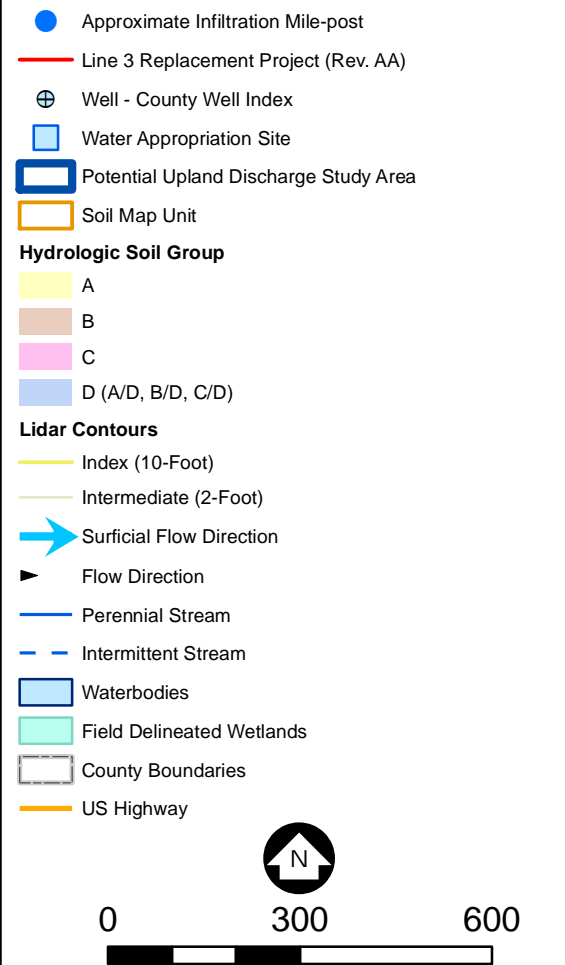 Approximate Infiltration Mile-post
Line 3 Replacement Project (Rev. AA)
Well - County Well Index
Water Appropriation Site
Potential Upland Discharge Study Area
Soil Map Unit
Hydrologic Soil Group
A
B
C
D (A/D, B/D, C/D)
Lidar Contours
Index (10-Foot)
Intermediate (2-Foot)
Surficial Flow Direction
Flow Direction
Perennial Stream
Intermittent Stream
Waterbodies
Field Delineated Wetlands
County Boundaries
US Highway
N
0 300 600